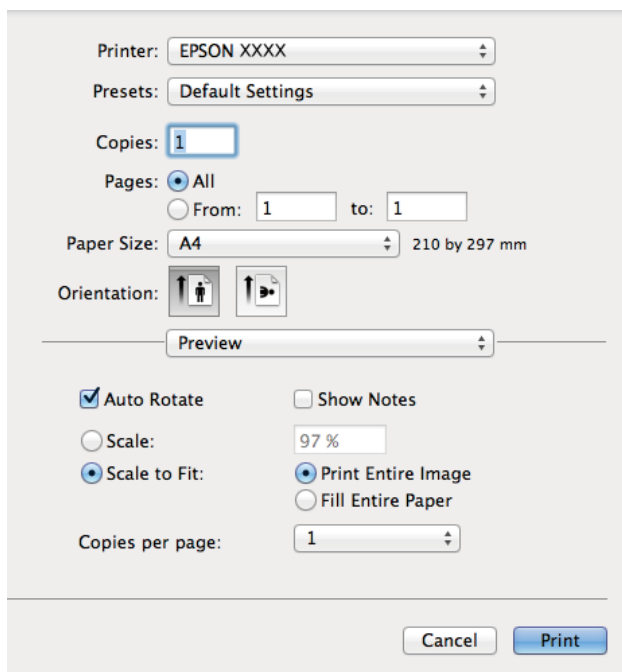 Printer: EPSON XXXX
Presets: Default Settings
Copies: 1
Pages: All
From: 1 to: 1
Paper Size: A4 210 by 297 mm
Orientation:
Preview
Auto Rotate Show Notes
Scale: 97 %
Scale to Fit: Print Entire Image
Fill Entire Paper
Copies per page: 1
Cancel Print